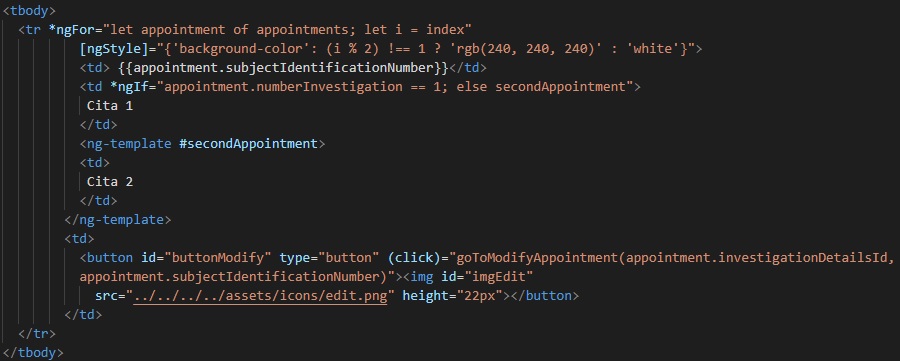 <tbody>
<tr *ngFor="let appointment of appointments; let i = index"
[ngStyle]="{'background-color': (i % 2) !== 1 ? 'rgb(240, 240, 240)' : 'white'}">
<td> {{appointment.subjectIdentificationNumber}}</td>
<td *ngIf="appointment.numberInvestigation == 1; else secondAppointment">
Cita 1
</td>
<ng-template #secondAppointment>
<td>
Cita 2
</td>
</ng-template>
<td>
<button id="buttonModify" type="button" (click)="goToModifyAppointment(appointment.investigationDetailsId,
appointment.subjectIdentificationNumber)"><img id="imgEdit"
src="../../../../assets/icons/edit.png" height="22px"></button>
</td>
</tr>
</tbody>